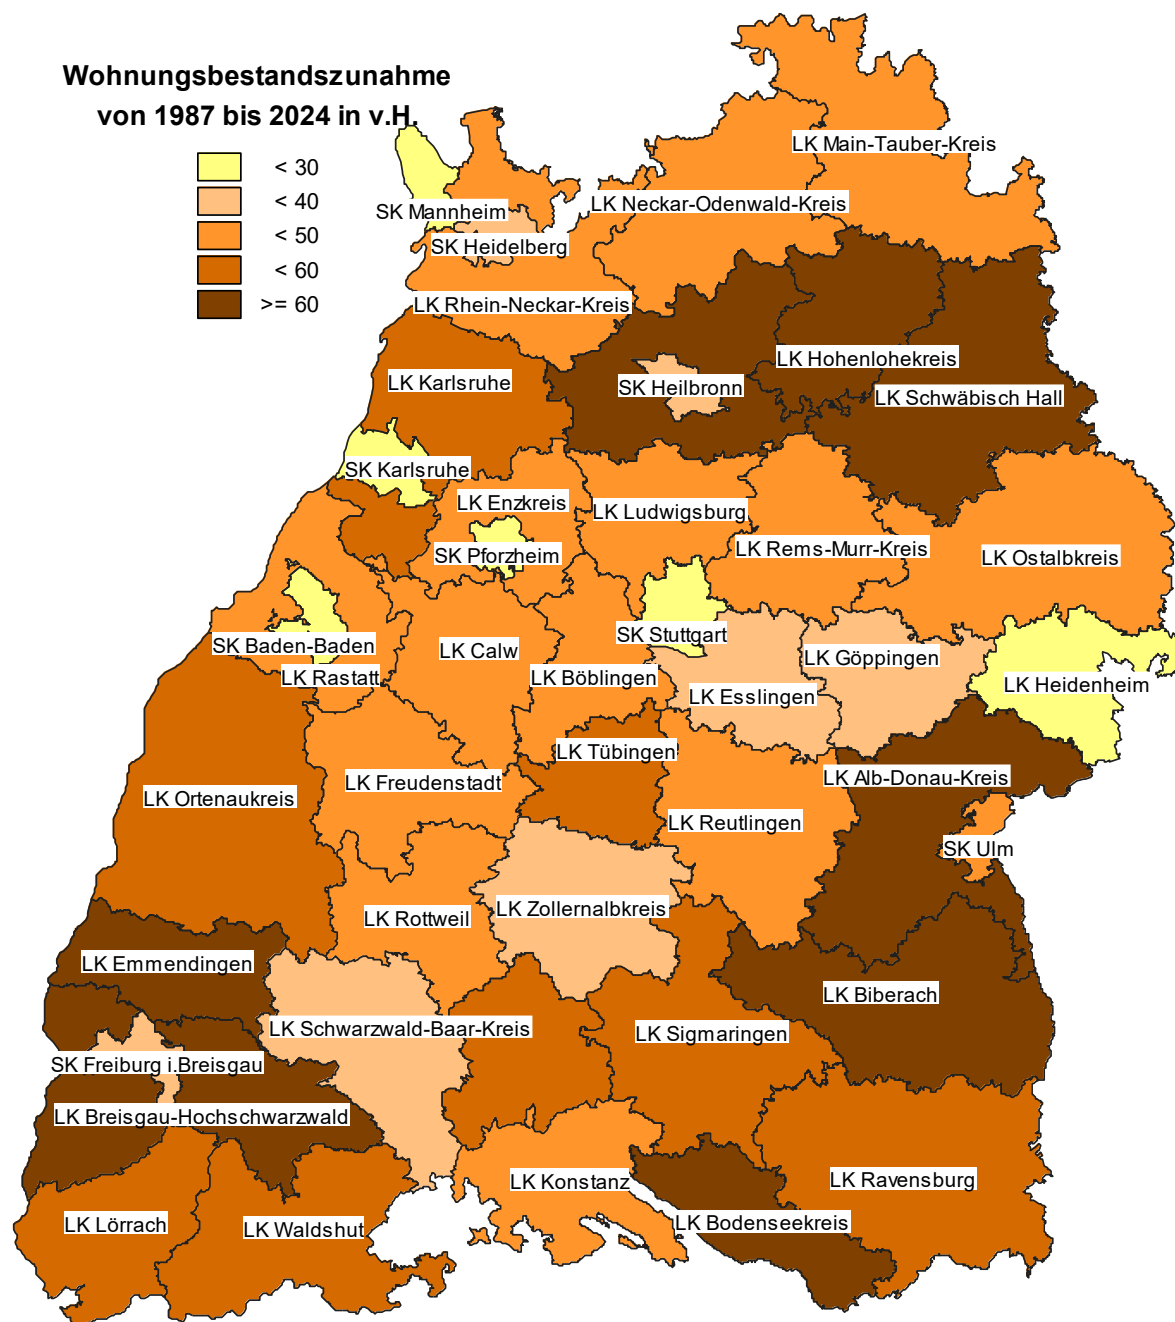 Wohnungsbestandszunahme
von 1987 bis 2024 in v.H.
< 30
< 40
< 50
< 60
>= 60
LK Main-Tauber-Kreis
LK Neckar-Odenwald-Kreis
SK Mannheim
SK Heidelberg
LK Rhein-Neckar-Kreis
LK Hohenlohekreis
LK Karlsruhe
SK Heilbronn
LK Schwäbisch Hall
SK Karlsruhe
LK Enzkreis
LK Ludwigsburg
LK Rems-Murr-Kreis
SK Pforzheim
LK Ostalbkreis
SK Stuttgart
SK Baden-Baden
LK Calw
LK Göppingen
LK Rastatt
LK Böblingen
LK Heidenheim
LK Esslingen
LK Tübingen
LK Alb-Donau-Kreis
LK Freudenstadt
LK Ortenaukreis
LK Reutlingen
SK Ulm
LK Zollernalbkreis
LK Rottweil
LK Emmendingen
LK Biberach
LK Schwarzwald-Baar-Kreis
LK Sigmaringen
SK Freiburg i.Breisgau
LK Breisgau-Hochschwarzwald
LK Konstanz
LK Ravensburg
LK Lörrach
LK Bodenseekreis
LK Waldshut